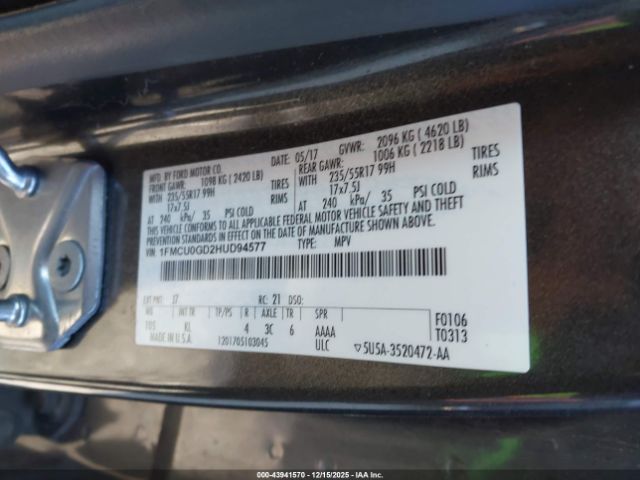 MFD. BY FORD MOTOR CO.
05/17 GVWR: 2096 KG ( 4620 LB)
FRONT GAWR: 1098 KG ( 2420 LB) REAR GAWR: 1006 KG ( 2218 LB)
WITH 235/55R17 99H TIRES WITH 235/55R17 99H TIRES
17x7.5J RIMS 17x7.5J RIMS
AT 240 kPa/ 35 PSI COLD AT 240 kPa/ 35 PSI COLD
THIS VEHICLE CONFORMS TO ALL APPLICABLE FEDERAL MOTOR VEHICLE SAFETY AND THEFT
PREVENTION STANDARDS IN EFFECT ON THE DATE OF MANUFACTURE SHOWN ABOVE.
VIN: 1FMCU0GD2HUD94577
TYPE: MPV
EXT PNT: J7 RC: 21 DSO:
WB INT TR TP/PS R AXLE TR SPR
105 KL 4 3C 6 AAAA
MADE IN U.S.A. 120170510304S ULC
F0106
T0313
▽5U5A-3520472-AA
000-43941570 - 12/15/2025 - IAAI.COM